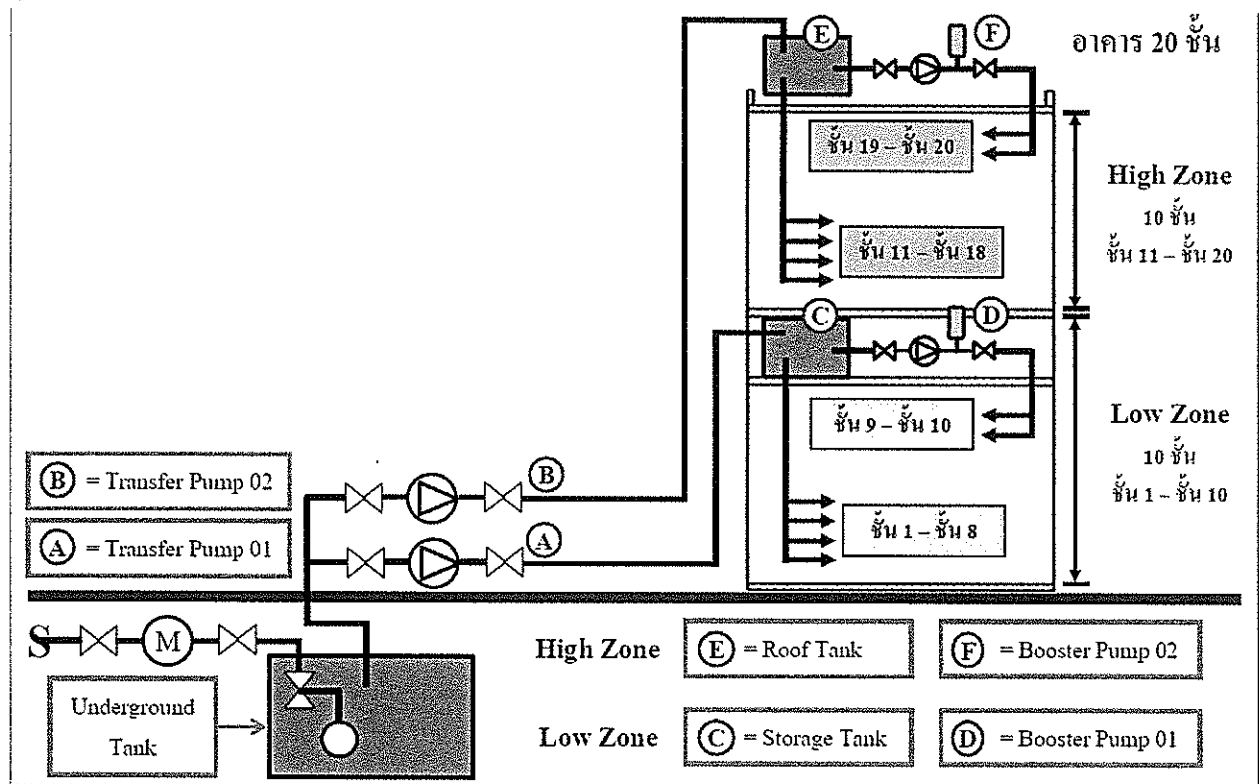 E
F
อาคาร 20 ชั้น
ชั้น 19 – ชั้น 20
High Zone
10 ชั้น
ชั้น 11 – ชั้น 20
ชั้น 11 – ชั้น 18
C
D
ชั้น 9 – ชั้น 10
Low Zone
10 ชั้น
ชั้น 1 – ชั้น 10
B = Transfer Pump 02
B
A = Transfer Pump 01
A
ชั้น 1 – ชั้น 8
S
M
High Zone
E = Roof Tank
F = Booster Pump 02
Underground
Tank
Low Zone
C = Storage Tank
D = Booster Pump 01